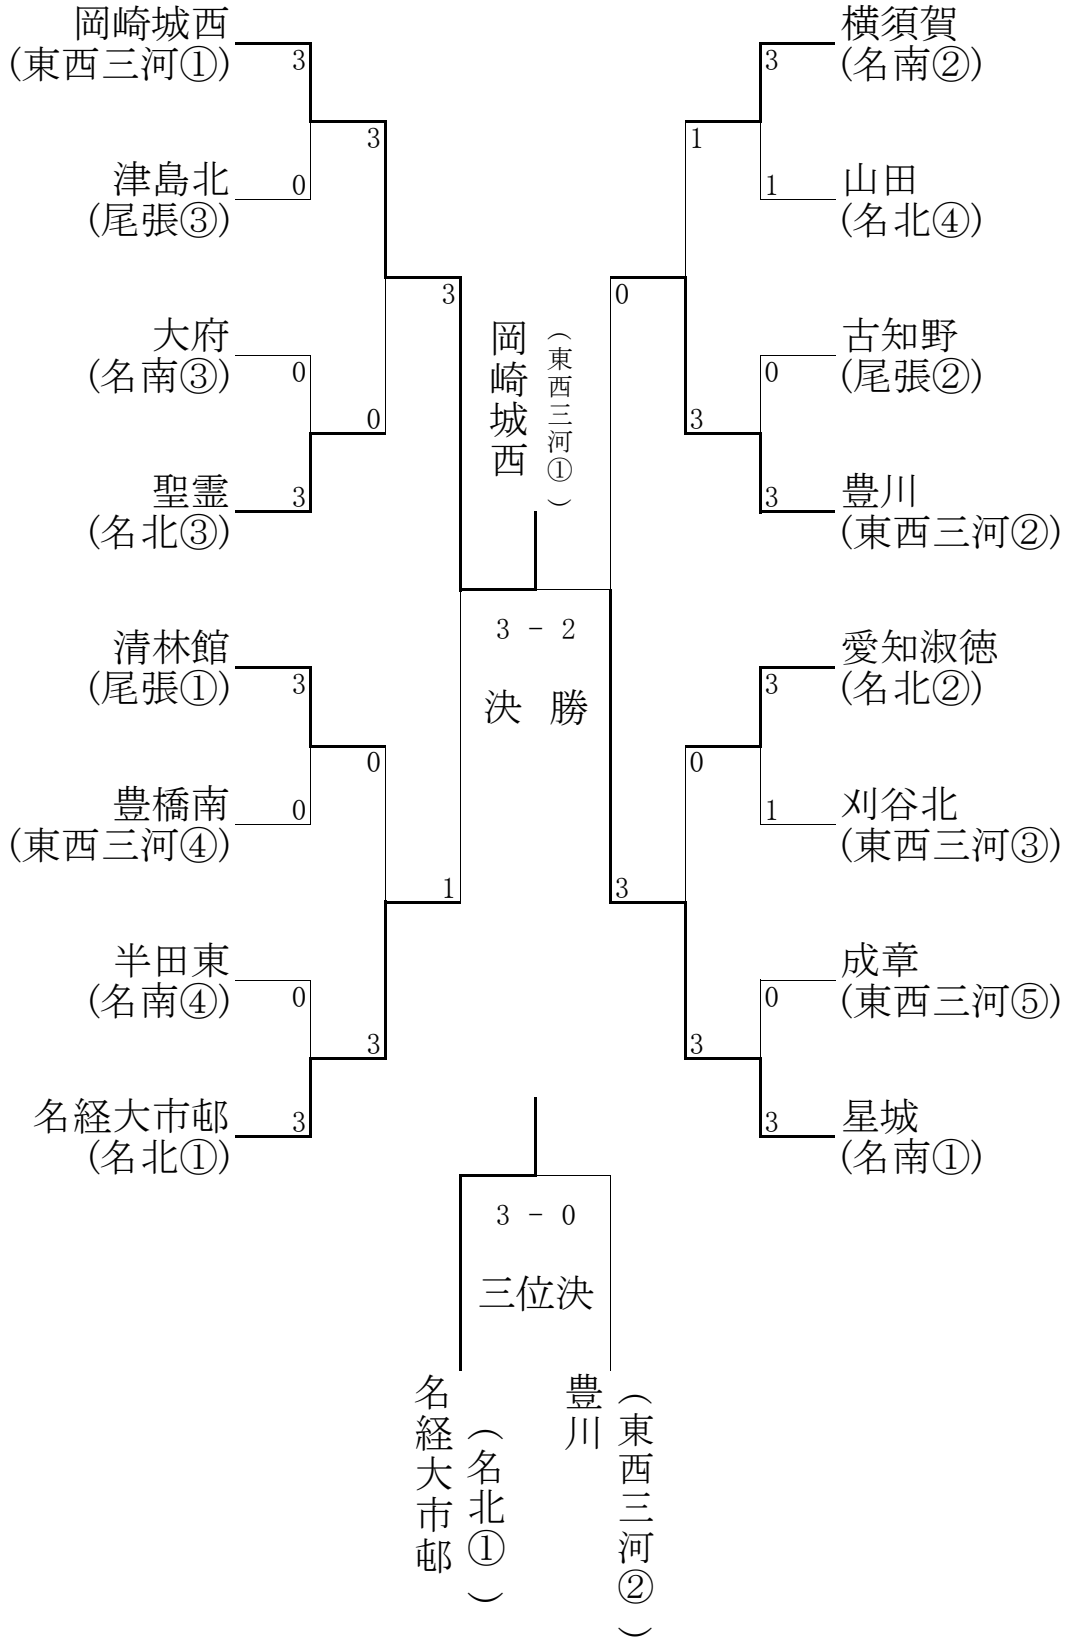 岡崎城西
(東西三河①)
3
3
津島北
(尾張③)
0
3
大府
(名南③)
0
0
聖霊
(名北③)
3
清林館
(尾張①)
3
0
豊橋南
(東西三河④)
0
1
半田東
(名南④)
0
3
名経大市邨
(名北①)
3
岡崎城西
(東西三河①)
3 - 2
決 勝
横須賀
(名南②)
3
1
山田
(名北④)
1
0
古知野
(尾張②)
0
3
豊川
(東西三河②)
3
愛知淑徳
(名北②)
3
0
刈谷北
(東西三河③)
1
3
成章
(東西三河⑤)
0
3
星城
(名南①)
3
3 - 0
三位決
名経大市邨
(名北①)
豊川
(東西三河②)